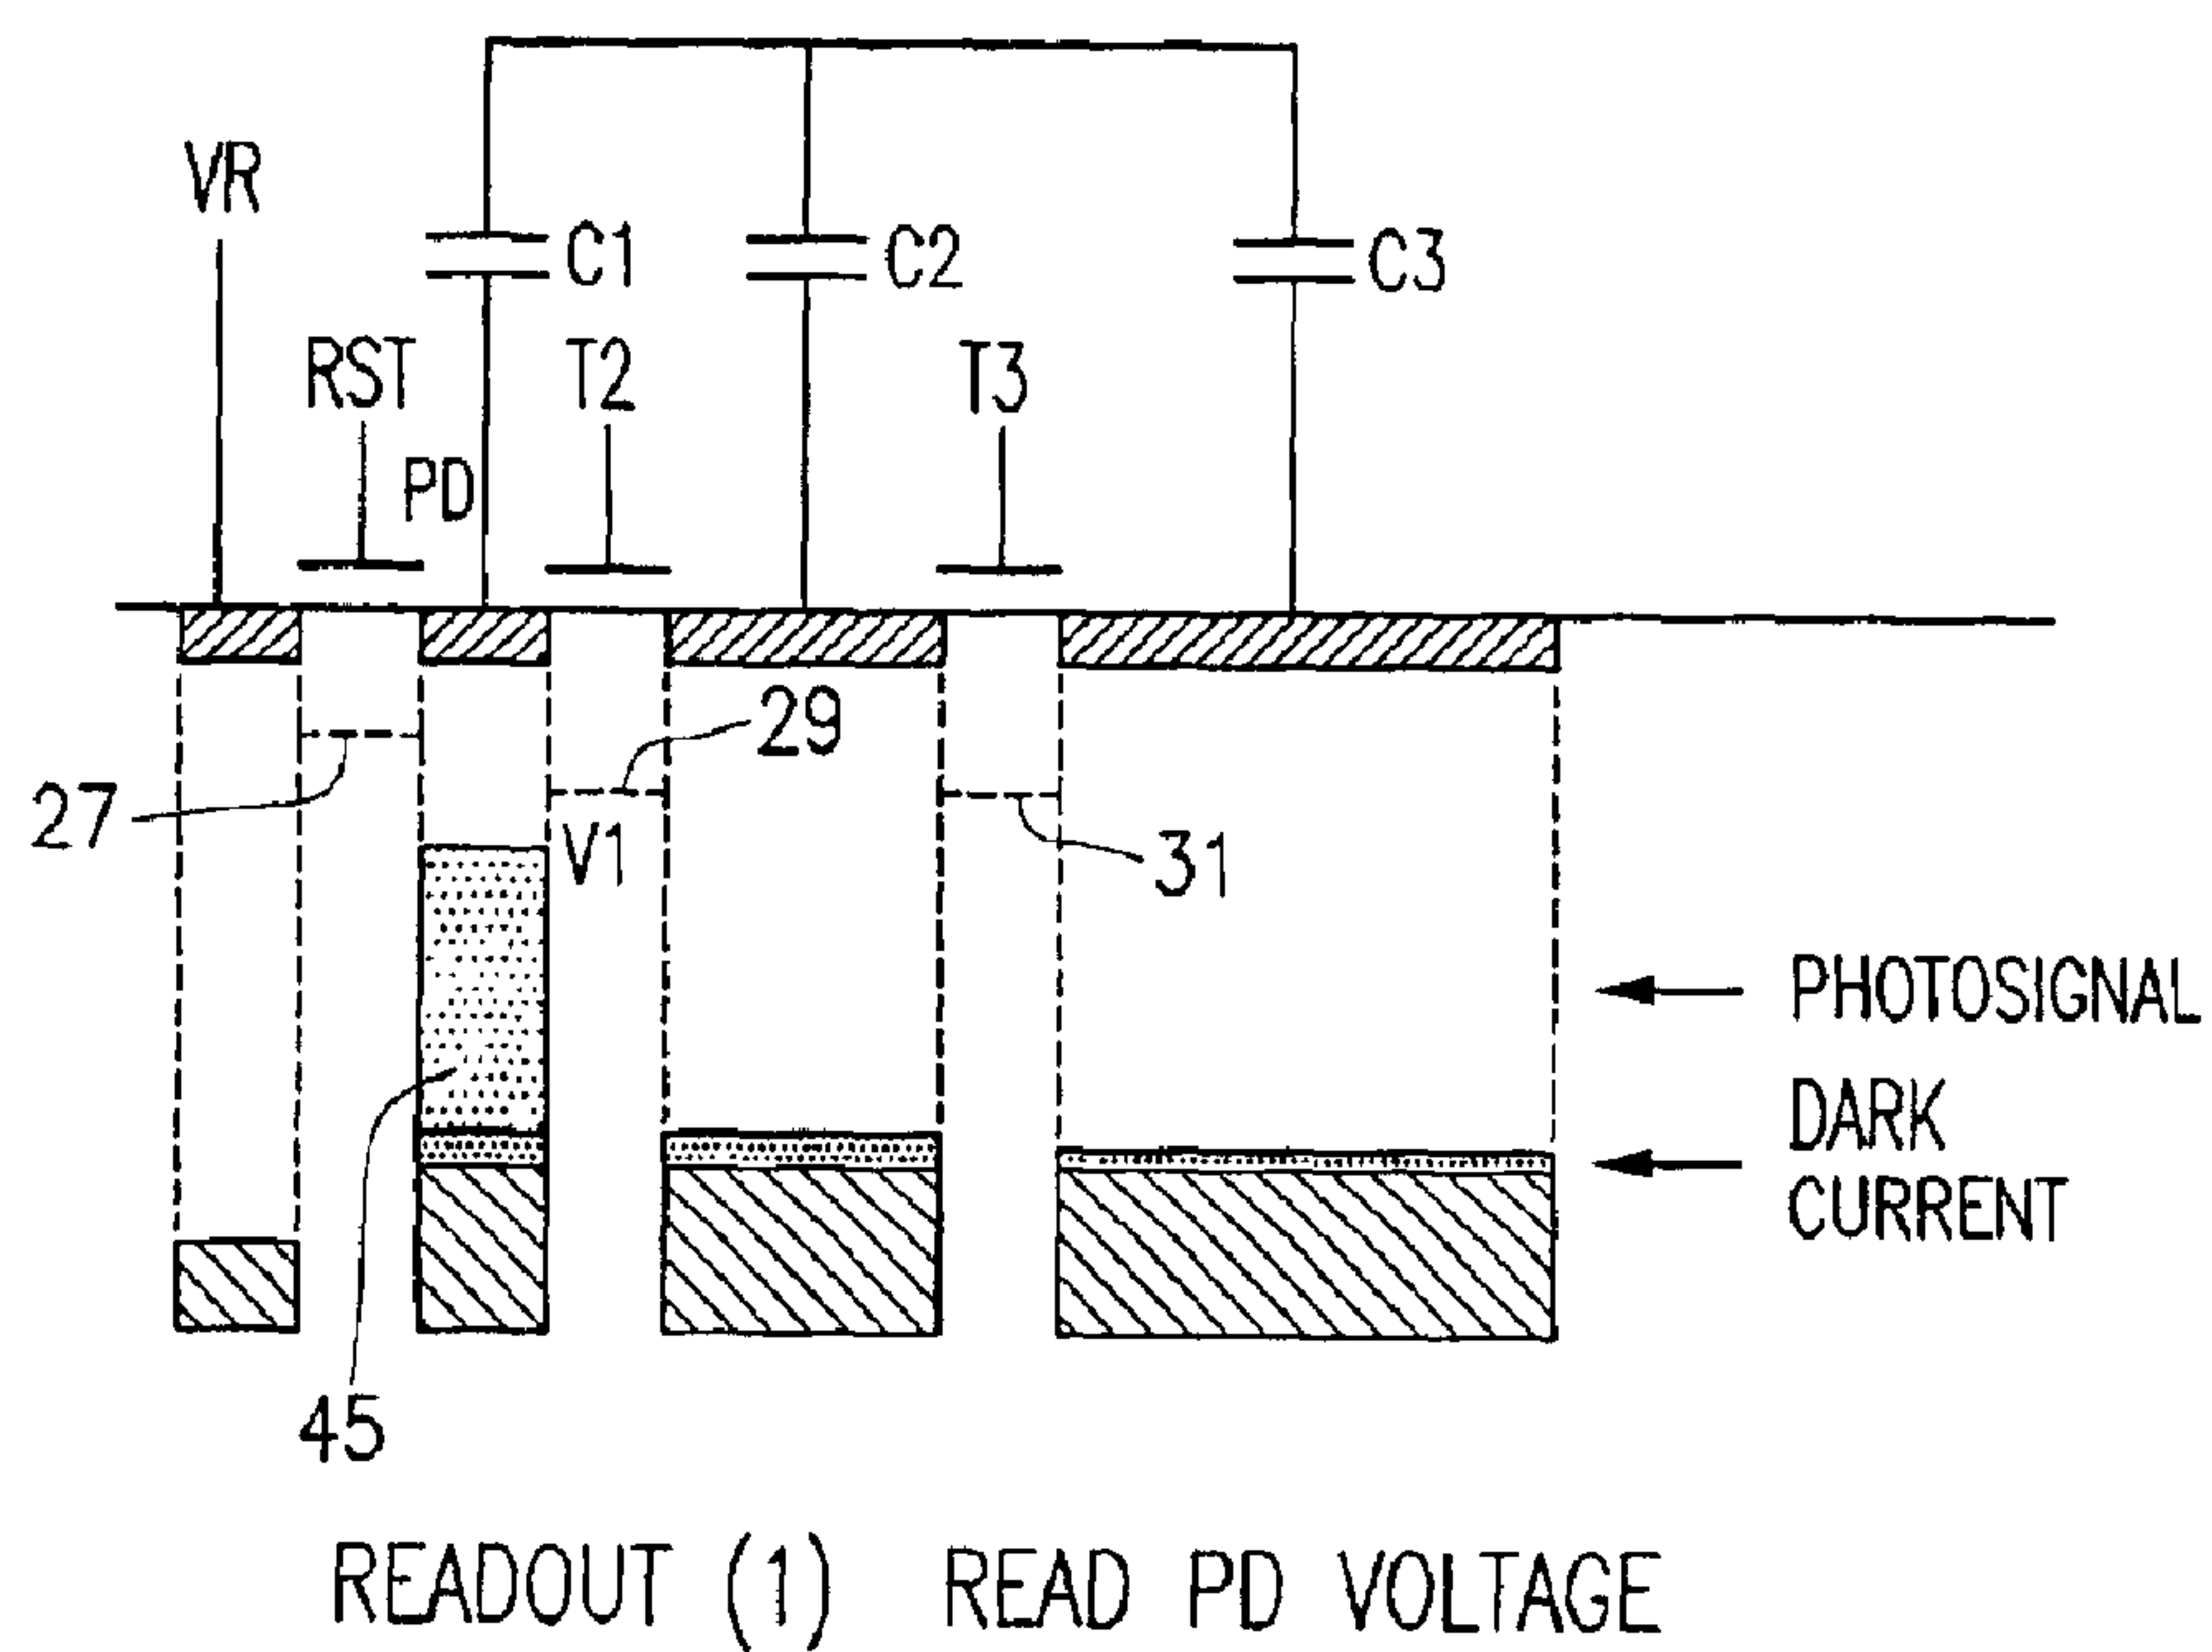 VR
C1
C2
C3
RST
T2
T3
PD
29
27
V1
31
PHOTOSIGNAL
DARK
CURRENT
45
READOUT (1) READ PD VOLTAGE